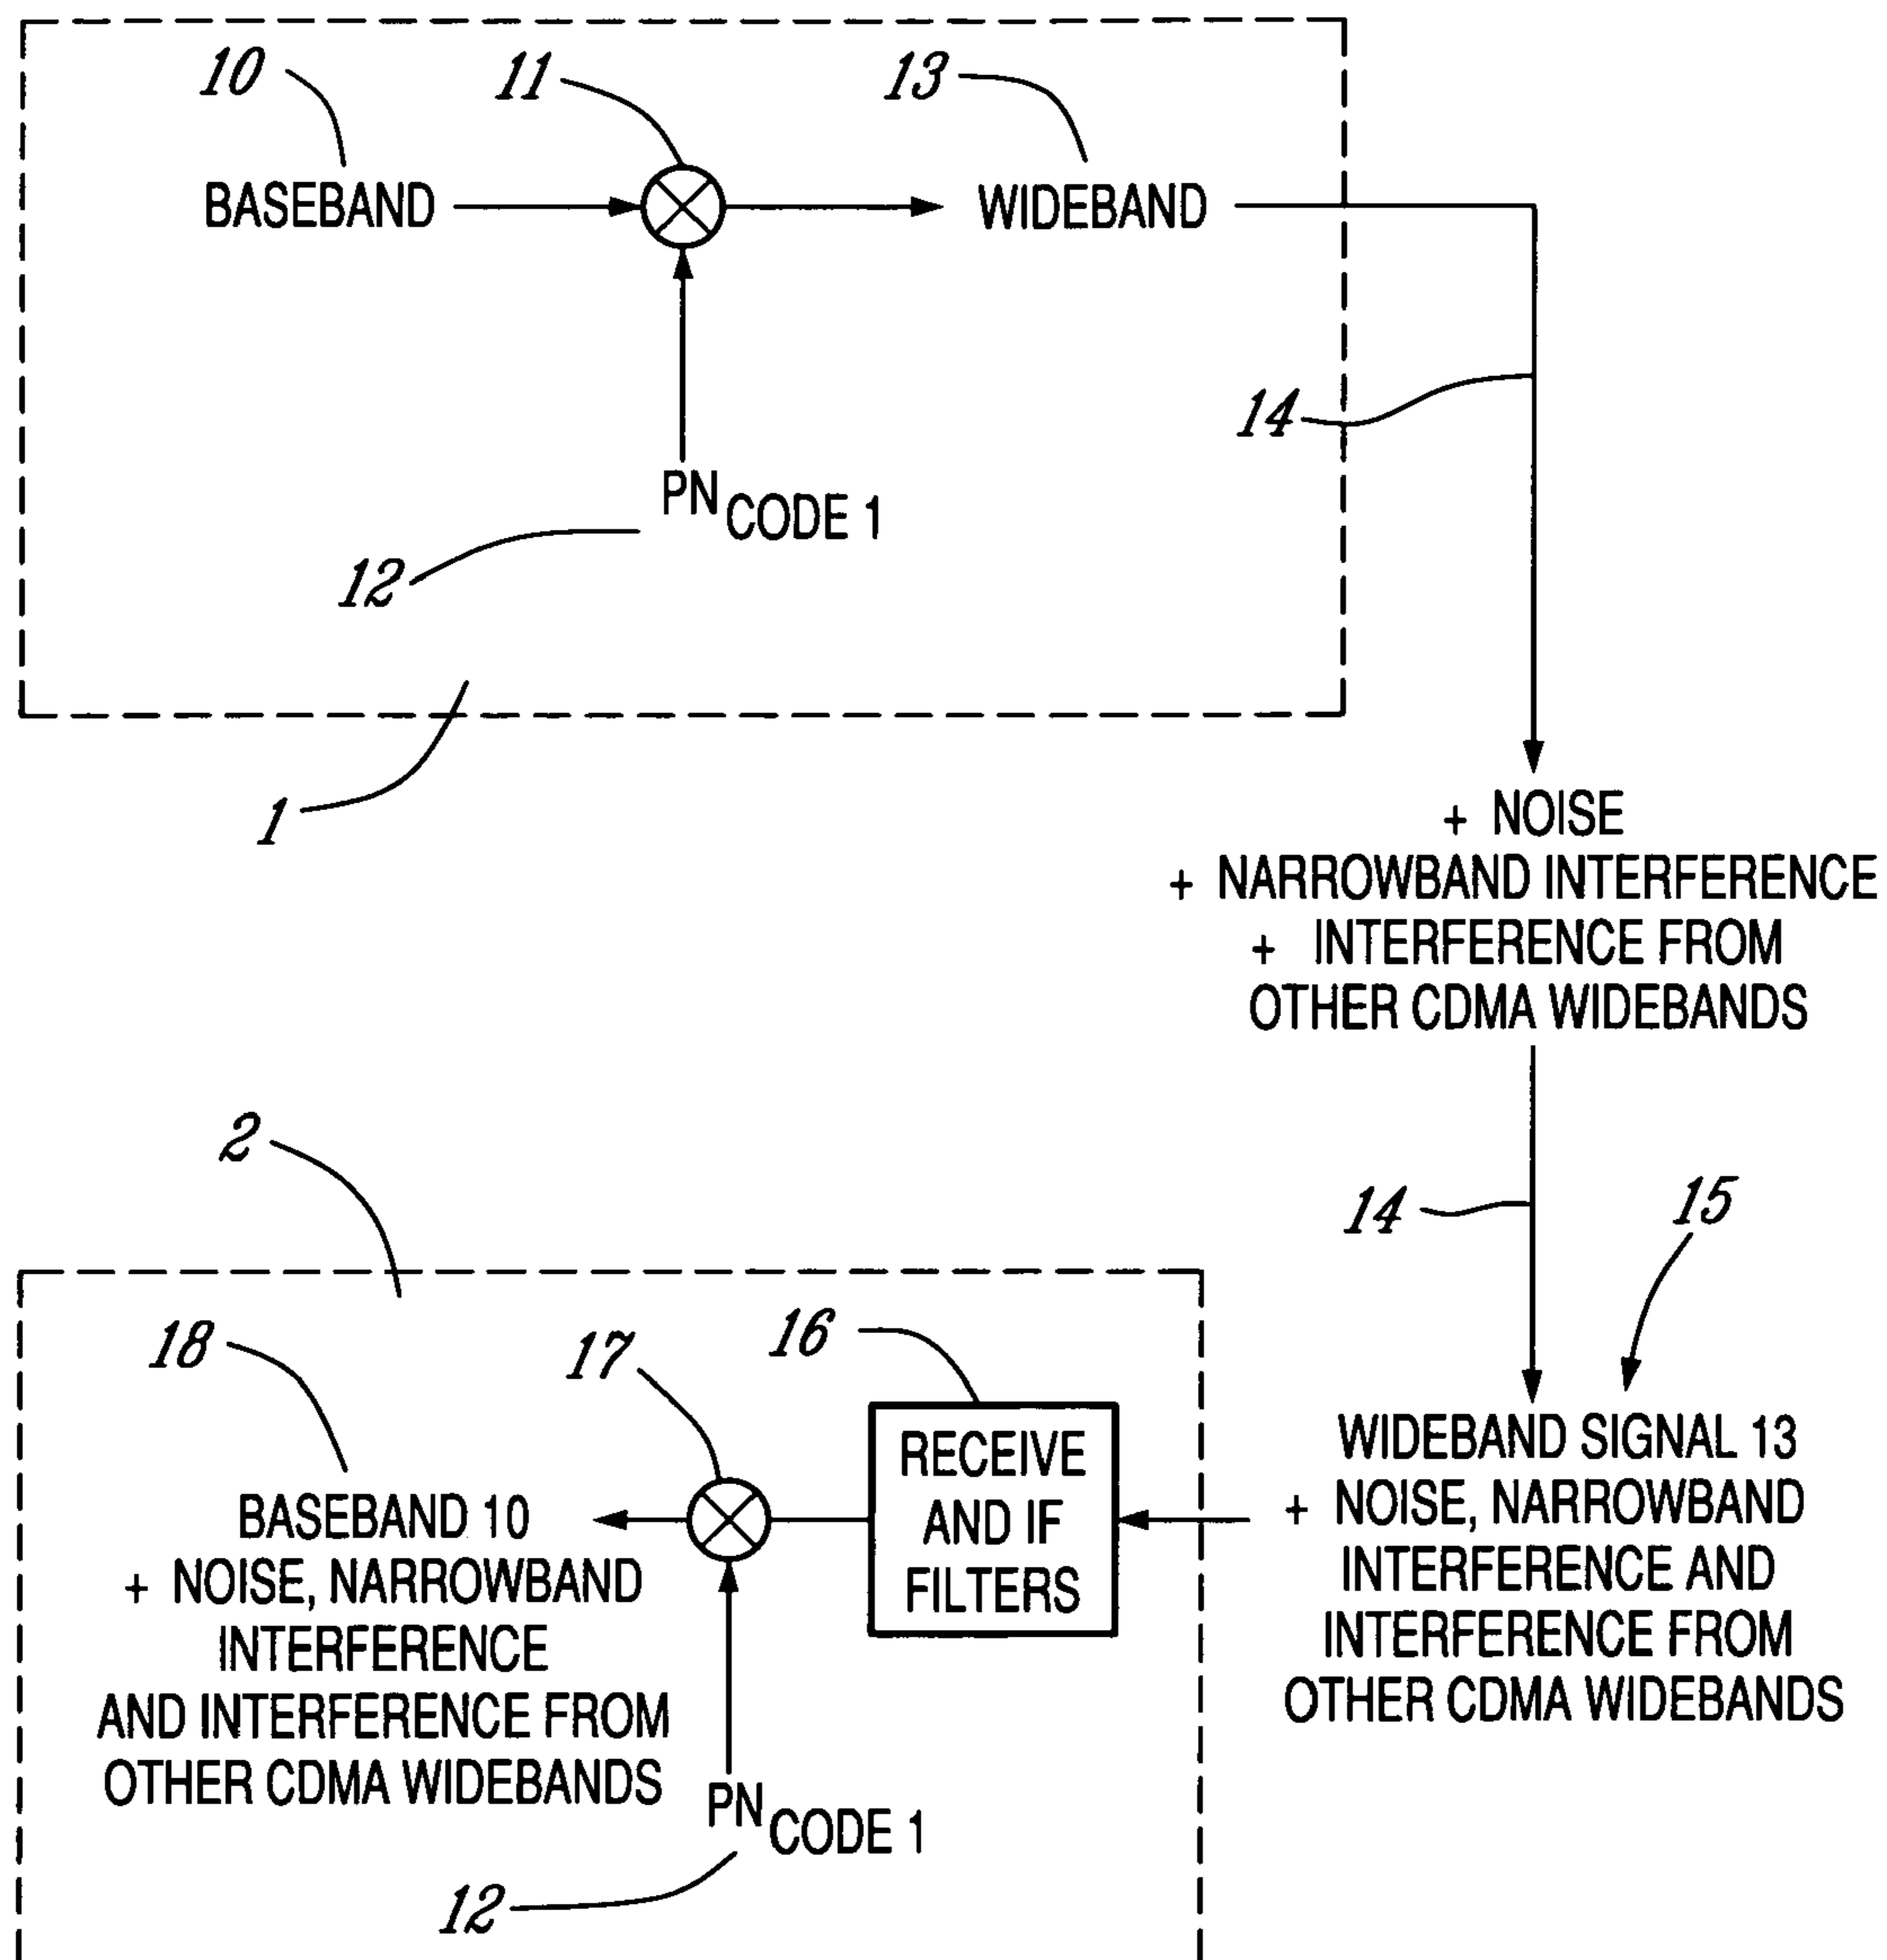 10
11
13
BASEBAND
WIDEBAND
14
PN CODE 1
12
1
+ NOISE
+ NARROWBAND INTERFERENCE
+ INTERFERENCE FROM
OTHER CDMA WIDEBANDS
2
14
15
18
17
16
RECEIVE
AND IF
FILTERS
WIDEBAND SIGNAL 13
+ NOISE, NARROWBAND
INTERFERENCE AND
INTERFERENCE FROM
OTHER CDMA WIDEBANDS
BASEBAND 10
+ NOISE, NARROWBAND
INTERFERENCE
AND INTERFERENCE FROM
OTHER CDMA WIDEBANDS
PN CODE 1
12